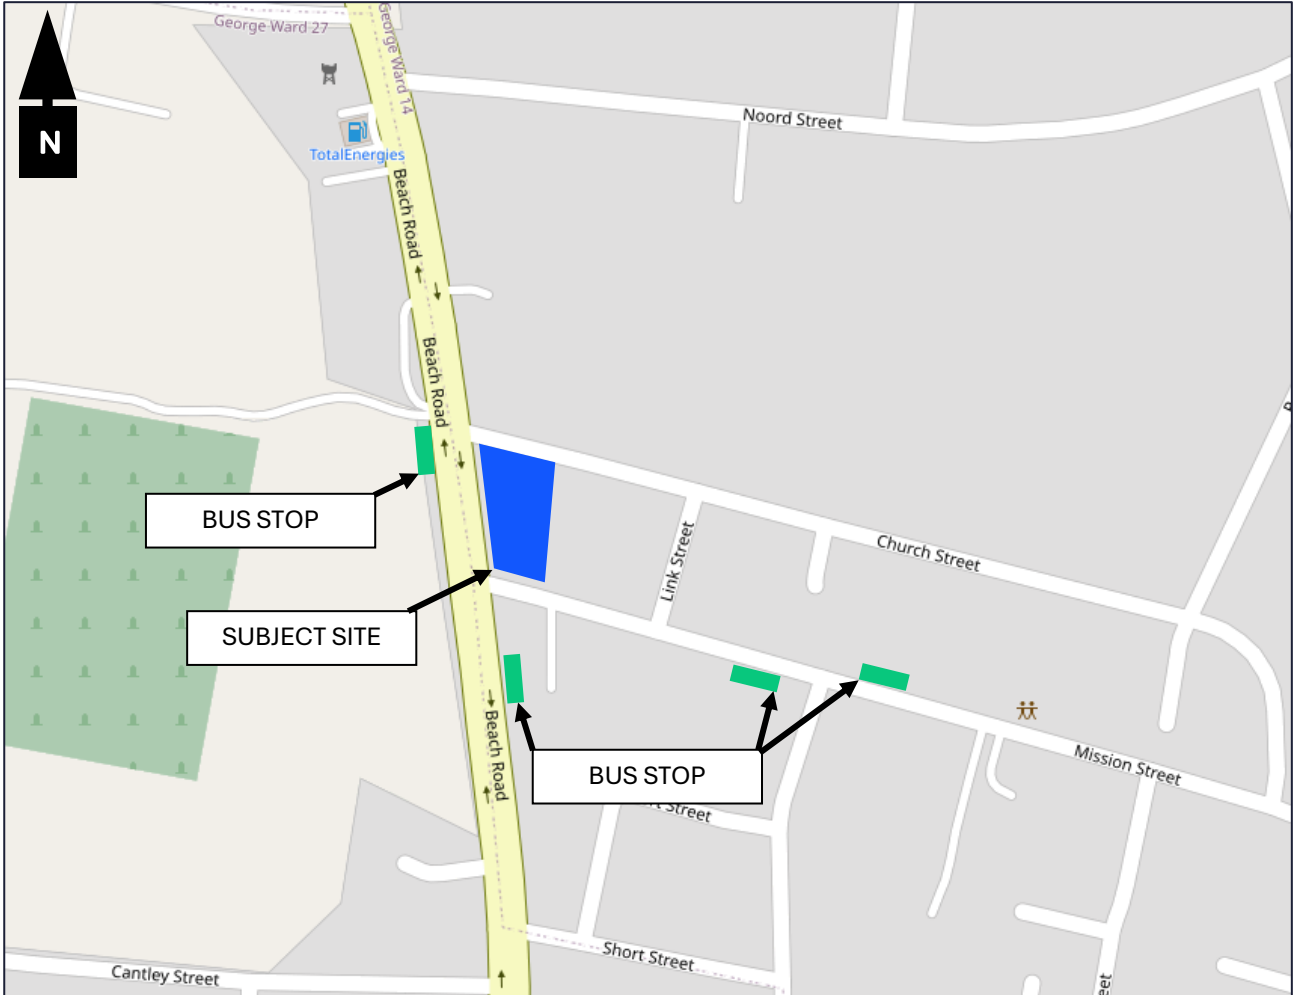 George Ward 27
George Ward 14
N
TotalEnergies
Noord Street
Beach Road
Beach Road
BUS STOP
Church Street
Link Street
SUBJECT SITE
Beach Road
BUS STOP
Mission Street
Street
Short Street
Cantley Street